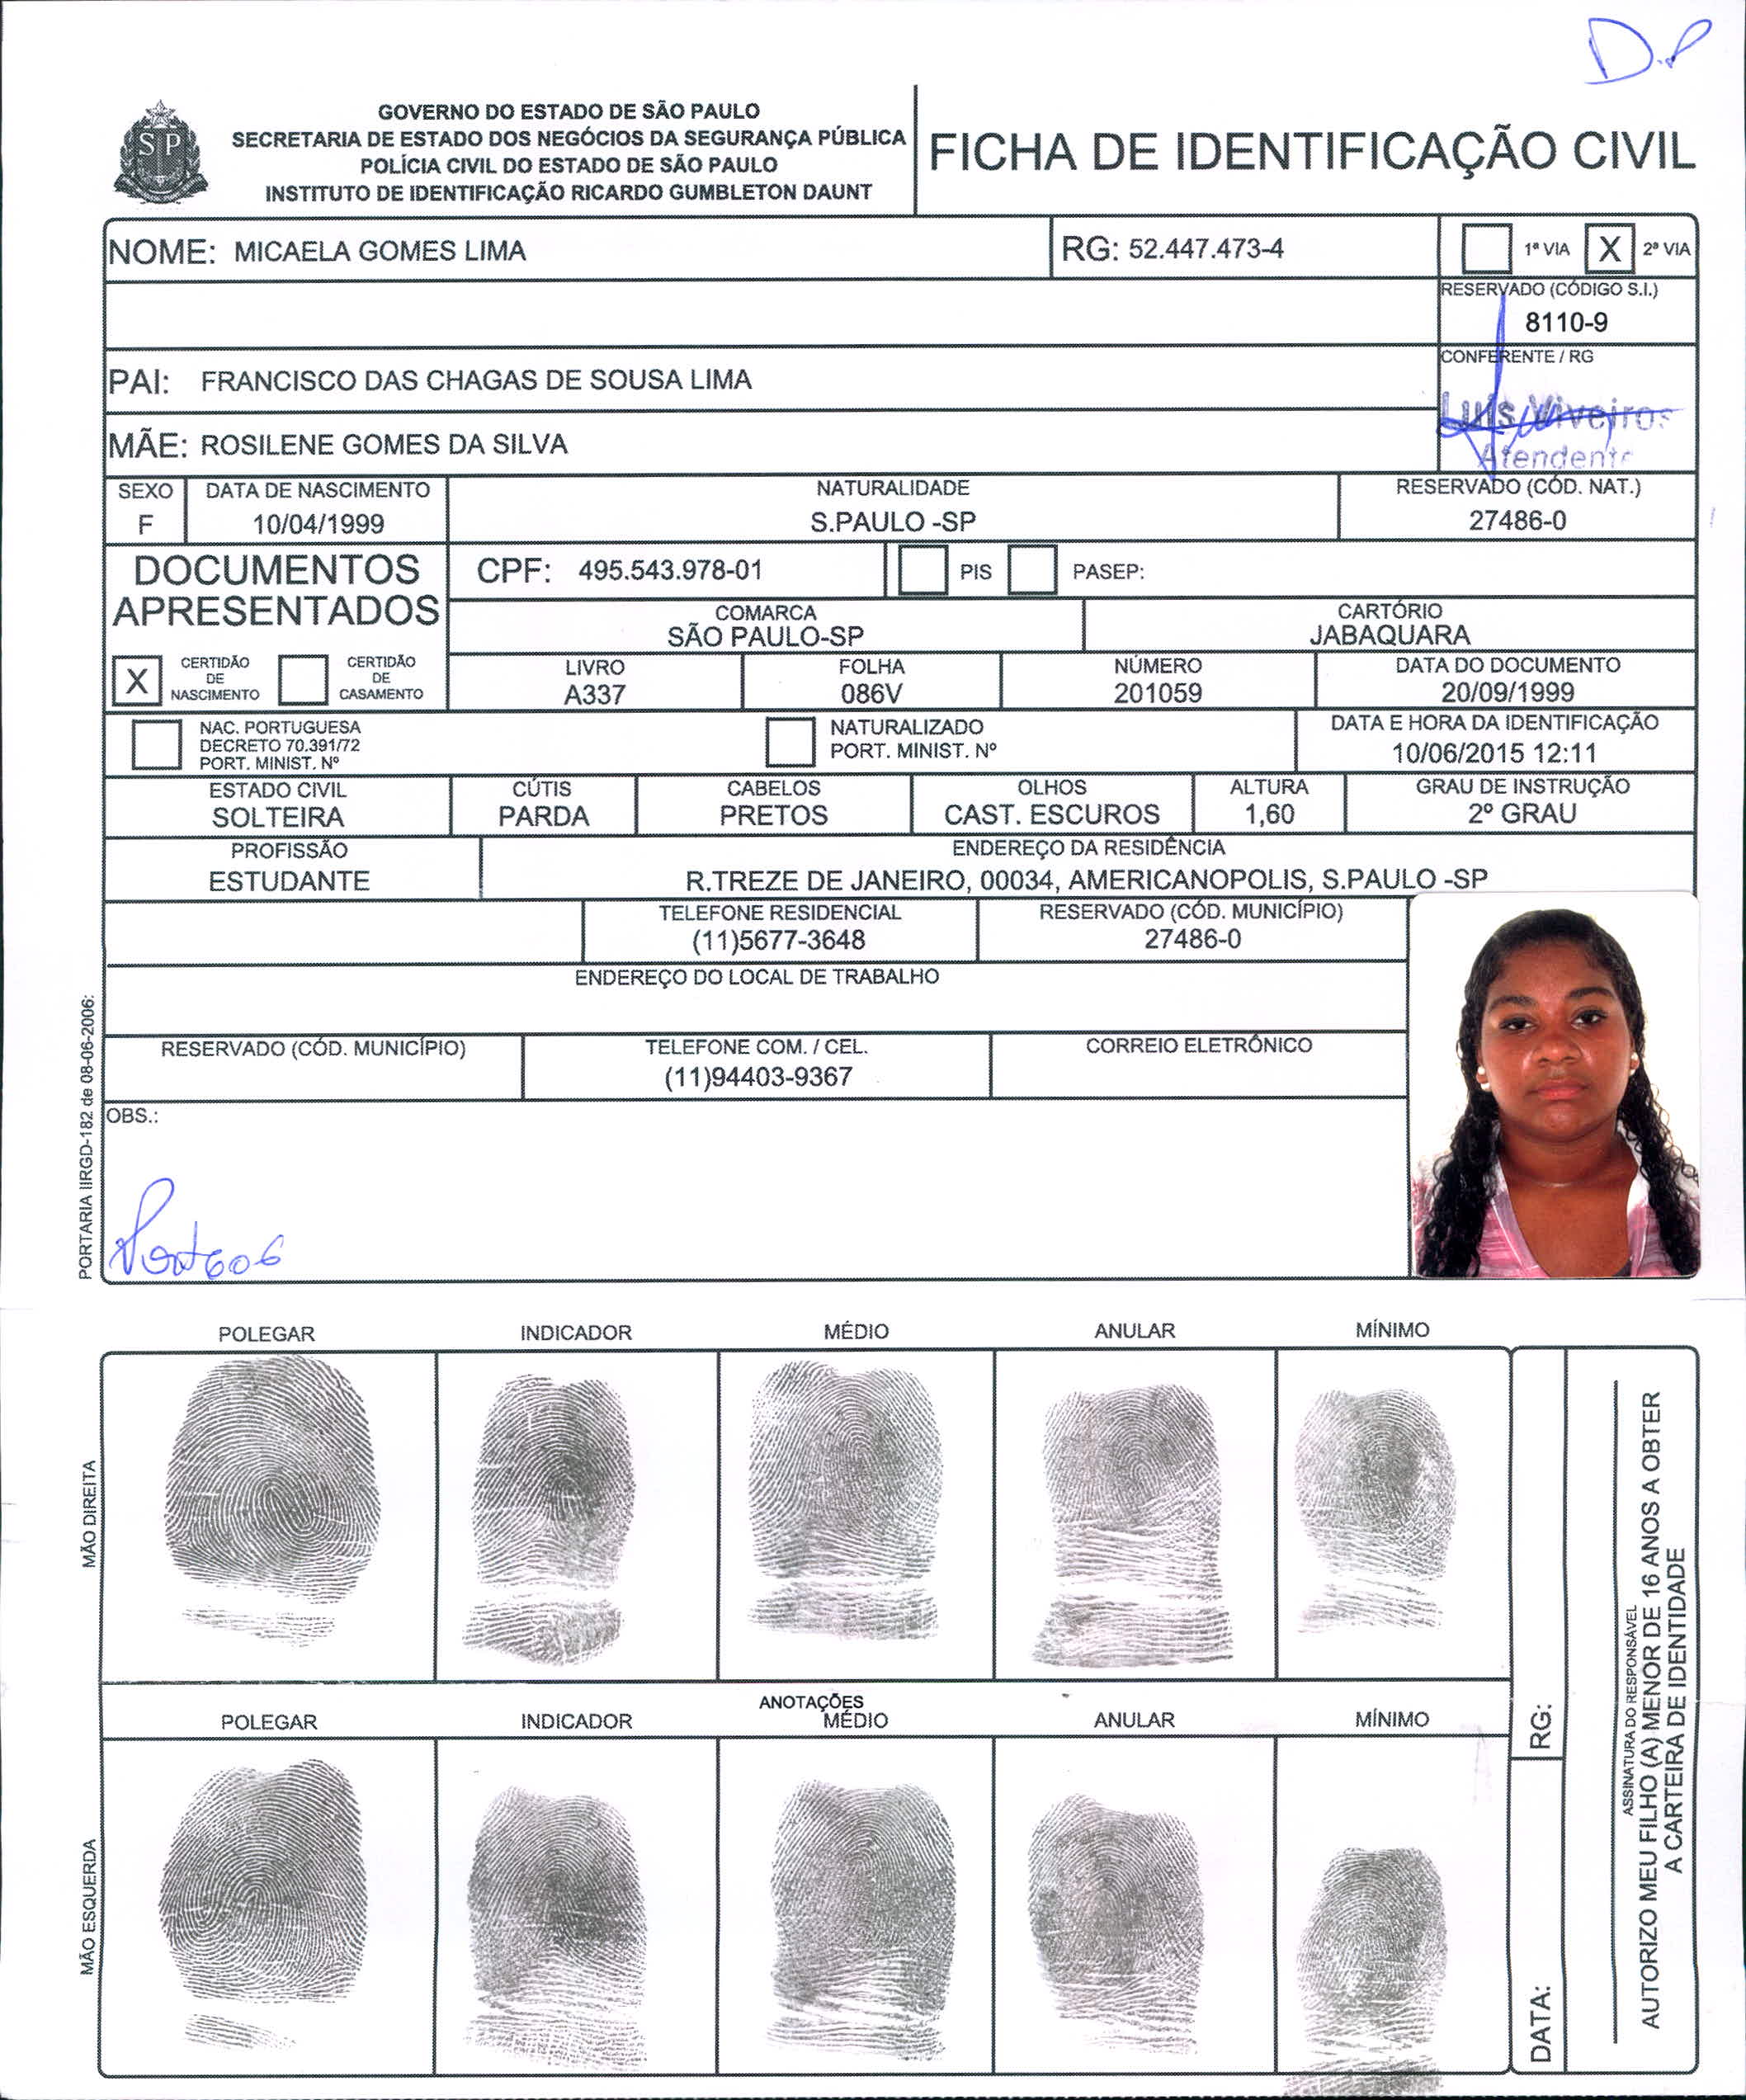 D.P
GOVERNO DO ESTADO DE SÃO PAULO
SECRETARIA DE ESTADO DOS NEGÓCIOS DA SEGURANÇA PÚBLICA
POLÍCIA CIVIL DO ESTADO DE SÃO PAULO
INSTITUTO DE IDENTIFICAÇÃO RICARDO GUMBLETON DAUNT
SP
FICHA DE IDENTIFICAÇÃO CIVIL
NOME: MICAELA GOMES LIMA
RG: 52.447.473-4
1ª VIA X 2ª VIA
RESERVADO (CÓDIGO S.I.)
8110-9
PAI: FRANCISCO DAS CHAGAS DE SOUSA LIMA
CONFERENTE / RG
Luis Viveiros
Atendente
MÃE: ROSILENE GOMES DA SILVA
SEXO
F
DATA DE NASCIMENTO
10/04/1999
NATURALIDADE
S.PAULO -SP
RESERVADO (CÓD. NAT.)
27486-0
DOCUMENTOS
APRESENTADOS
CPF: 495.543.978-01
PIS
PASEP:
COMARCA
SÃO PAULO-SP
CARTÓRIO
JABAQUARA
X CERTIDÃO
DE
NASCIMENTO
CERTIDÃO
DE
CASAMENTO
LIVRO
A337
FOLHA
086V
NÚMERO
201059
DATA DO DOCUMENTO
20/09/1999
NAC. PORTUGUESA
DECRETO 70.391/72
PORT. MINIST. Nº
NATURALIZADO
PORT. MINIST. Nº
DATA E HORA DA IDENTIFICAÇÃO
10/06/2015 12:11
ESTADO CIVIL
SOLTEIRA
CÚTIS
PARDA
CABELOS
PRETOS
OLHOS
CAST. ESCUROS
ALTURA
1,60
GRAU DE INSTRUÇÃO
2º GRAU
PROFISSÃO
ESTUDANTE
ENDEREÇO DA RESIDÊNCIA
R.TREZE DE JANEIRO, 00034, AMERICANOPOLIS, S.PAULO -SP
TELEFONE RESIDENCIAL
(11)5677-3648
RESERVADO (CÓD. MUNICÍPIO)
27486-0
ENDEREÇO DO LOCAL DE TRABALHO
RESERVADO (CÓD. MUNICÍPIO)
TELEFONE COM. / CEL.
(11)94403-9367
CORREIO ELETRÔNICO
OBS.:
PORTARIA IIRGD-182 de 08-06-2006:
POLEGAR INDICADOR MÉDIO ANULAR MÍNIMO
MÃO DIREITA
ANOTAÇÕES
POLEGAR INDICADOR MÉDIO ANULAR MÍNIMO
MÃO ESQUERDA
RG:
DATA:
ASSINATURA DO RESPONSÁVEL
AUTORIZO MEU FILHO (A) MENOR DE 16 ANOS A OBTER
A CARTEIRA DE IDENTIDADE